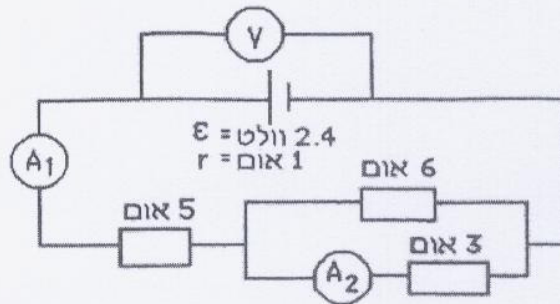 V
ε = 2.4 וולט
r = 1 אום
A1
5 אום
6 אום
A2
3 אום